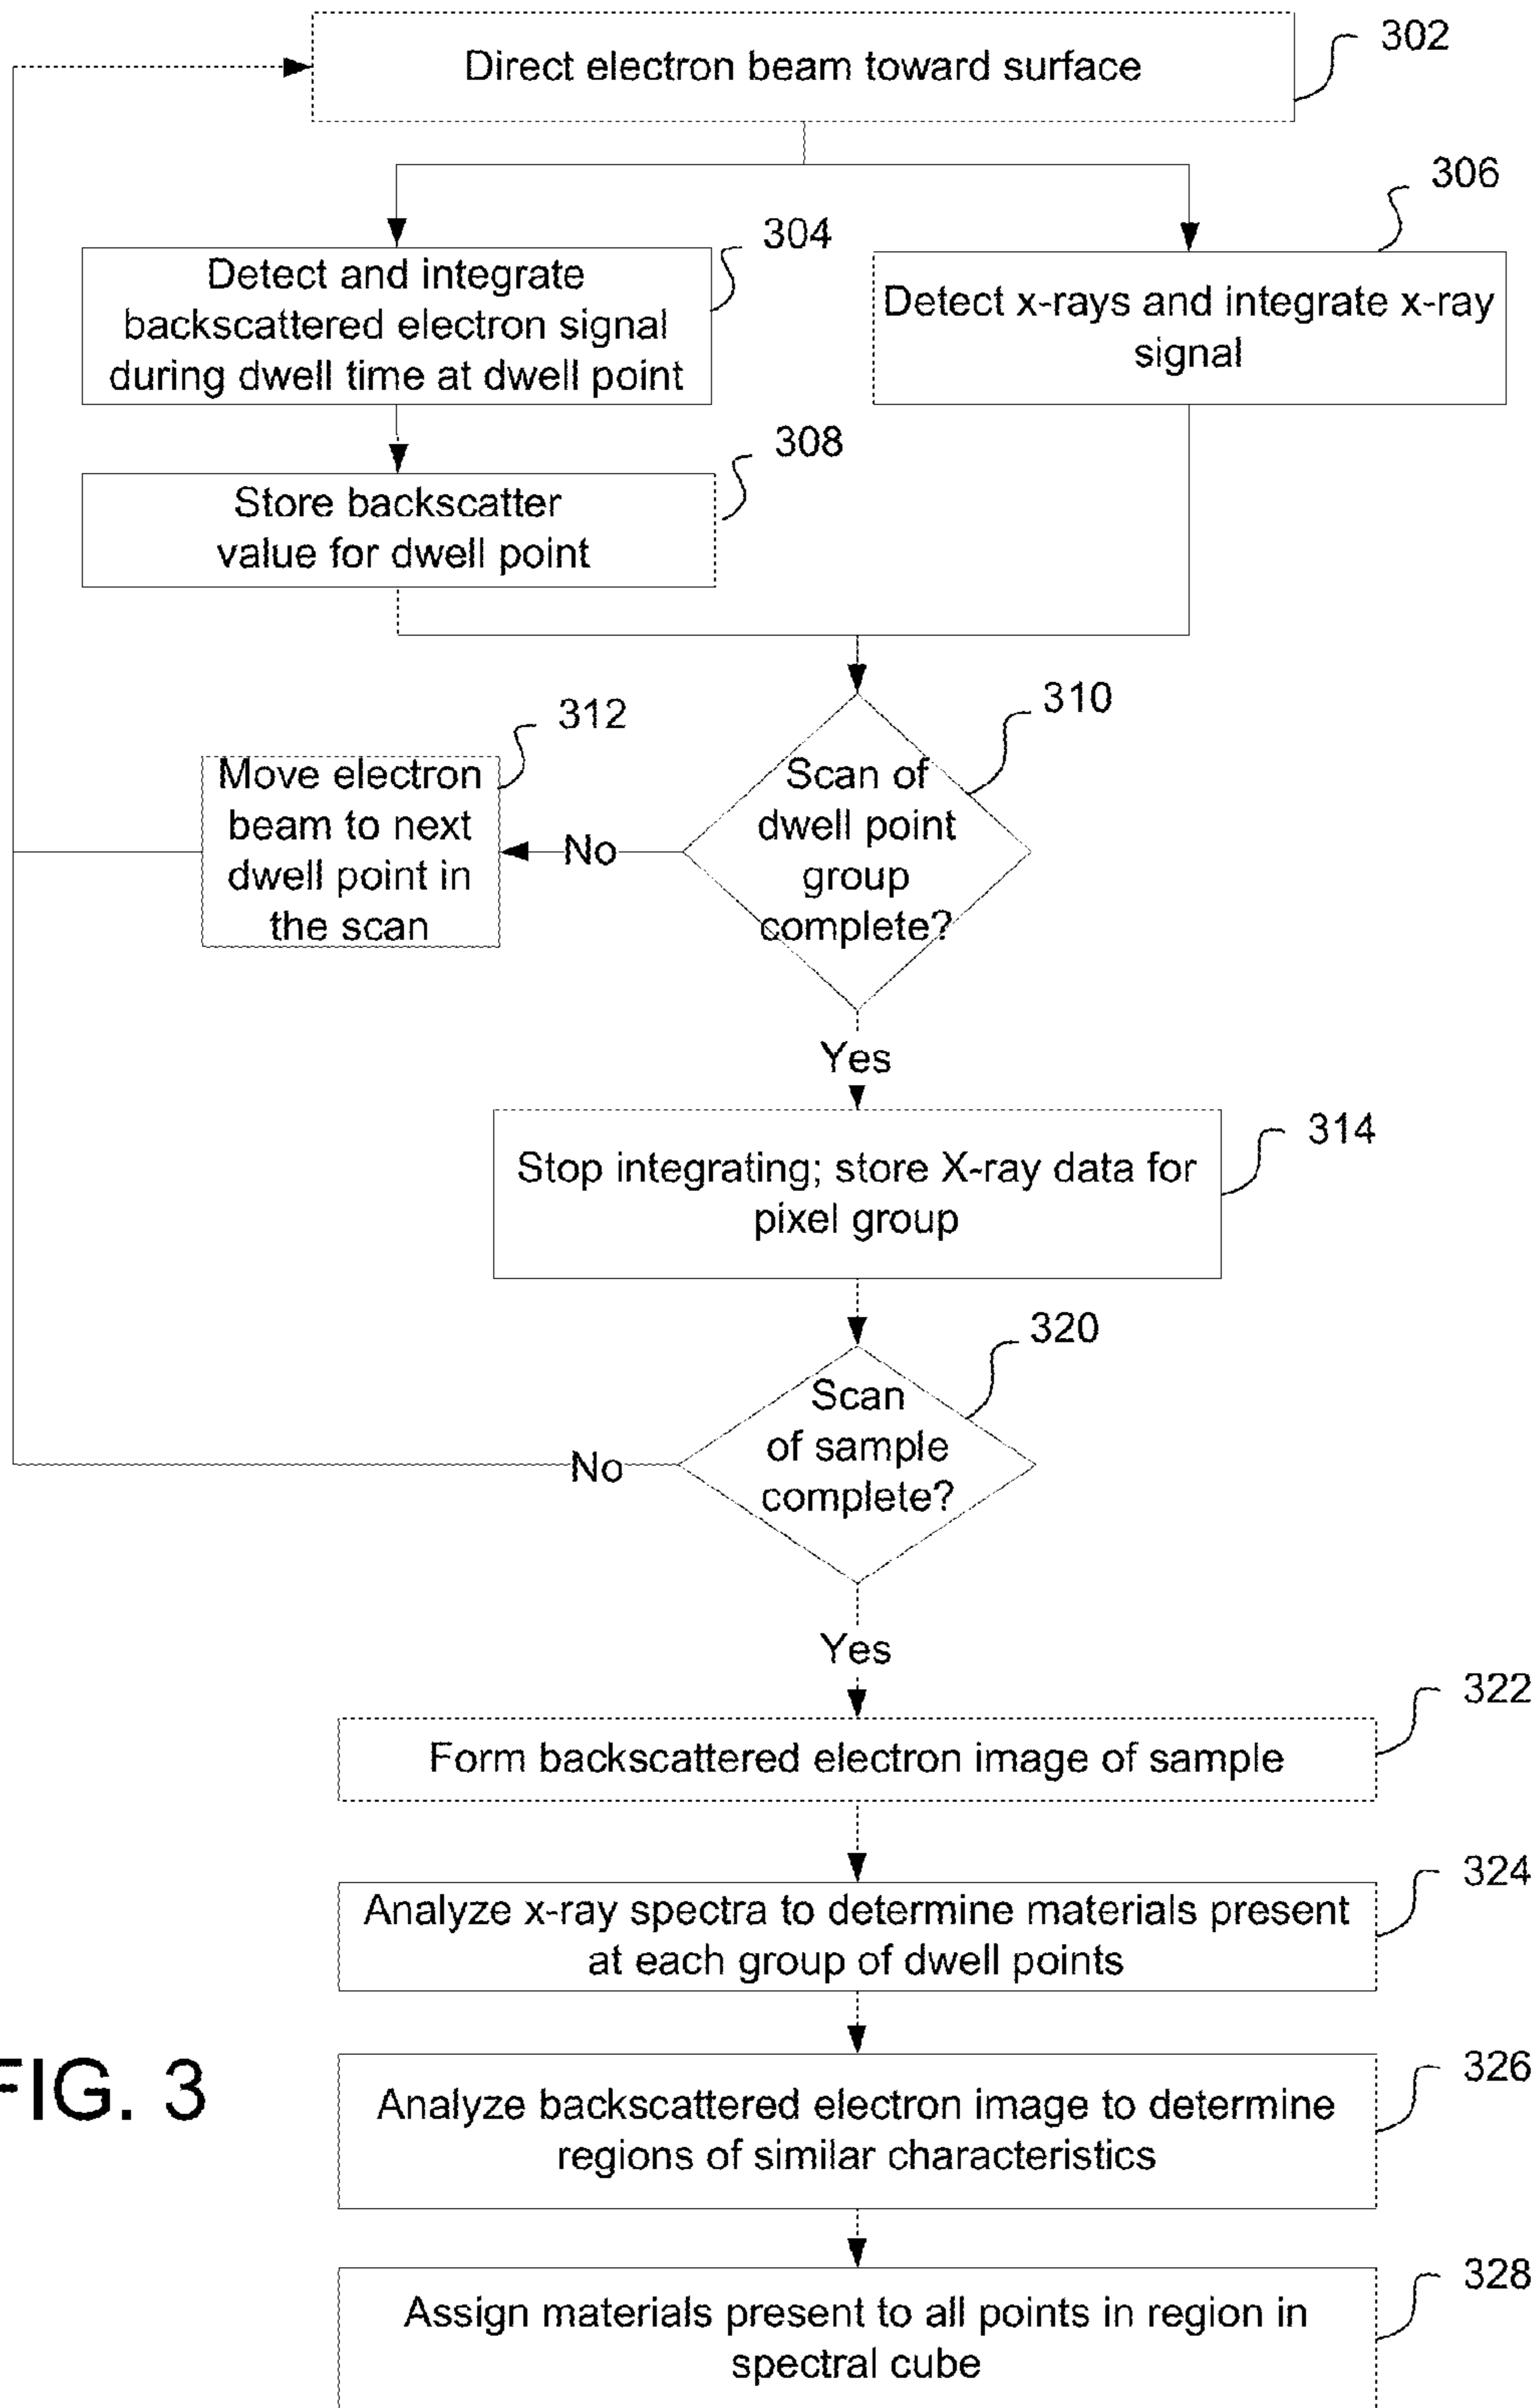 Direct electron beam toward surface
302
306
304
Detect and integrate
backscattered electron signal
during dwell time at dwell point
Detect x-rays and integrate x-ray
signal
308
Store backscatter
value for dwell point
310
312
Move electron
beam to next
dwell point in
the scan
No
Scan of
dwell point
group
complete?
Yes
314
Stop integrating; store X-ray data for
pixel group
320
Scan
of sample
complete?
No
Yes
322
Form backscattered electron image of sample
324
Analyze x-ray spectra to determine materials present
at each group of dwell points
326
Analyze backscattered electron image to determine
regions of similar characteristics
FIG. 3
328
Assign materials present to all points in region in
spectral cube